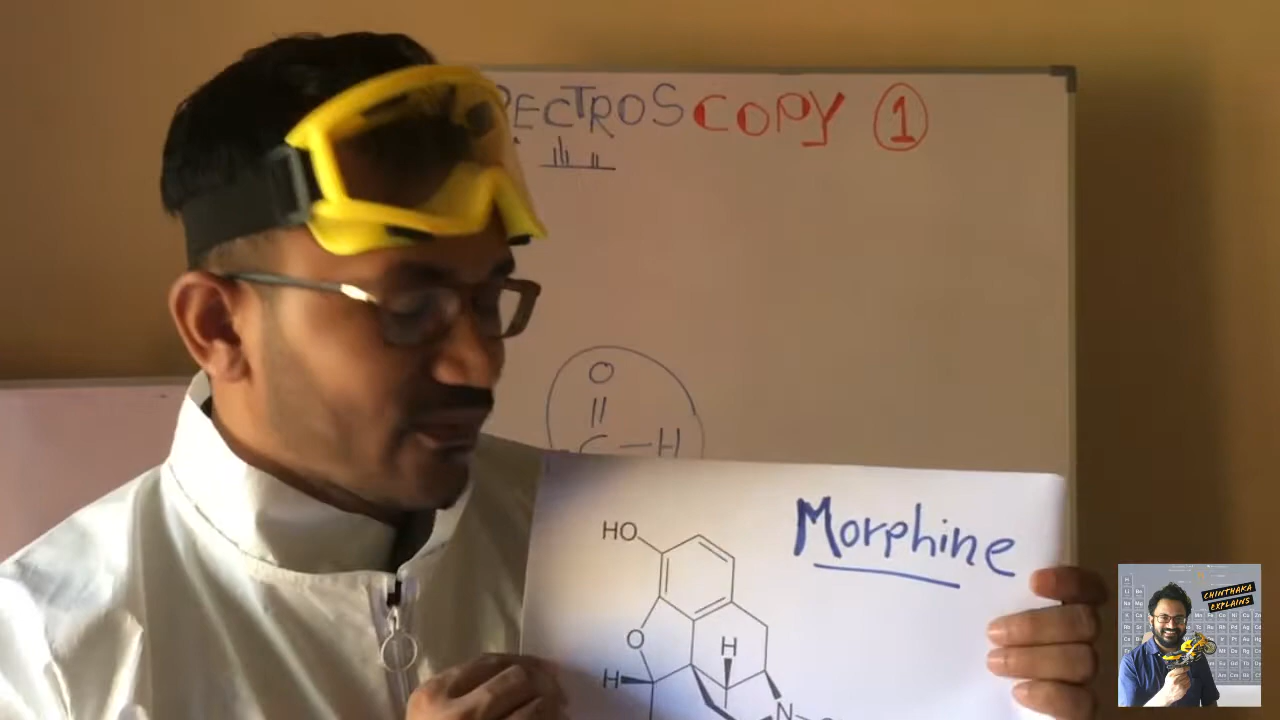 PECTROSCOPY 1
O
C—H
Morphine
HO
O
H
H
N
CHINTHAKA
EXPLAINS